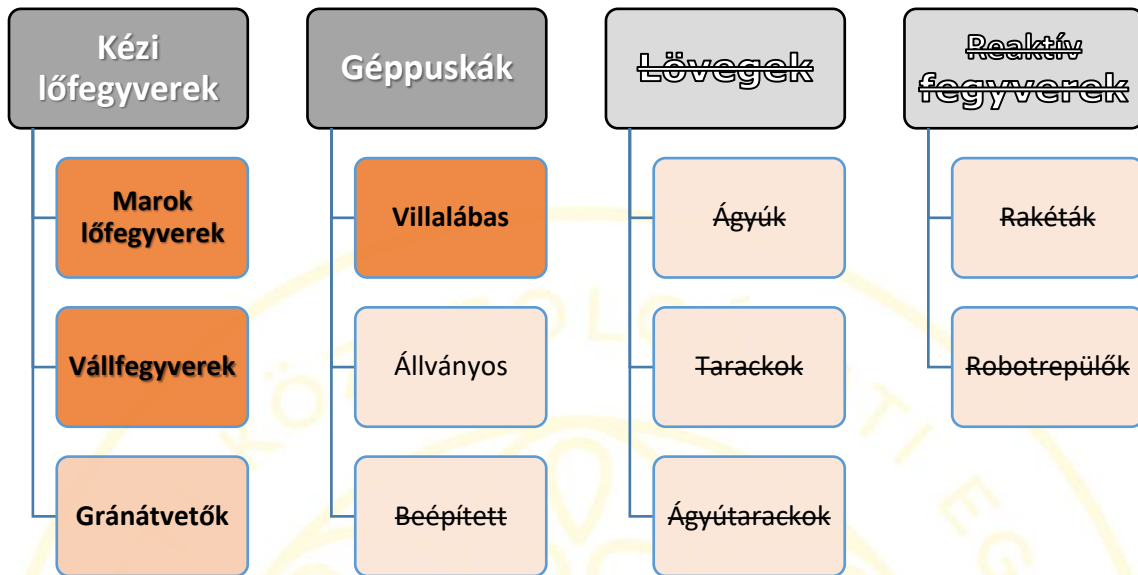 Kézi
lőfegyverek
Marok
lőfegyverek
Vállfegyverek
Gránátvetők
Géppuskák
Villalábas
Állványos
Beépített
Lövegek
Ágyúk
Tarackok
Ágyútarackok
Reaktív
fegyverek
Rakéták
Robotrepülők